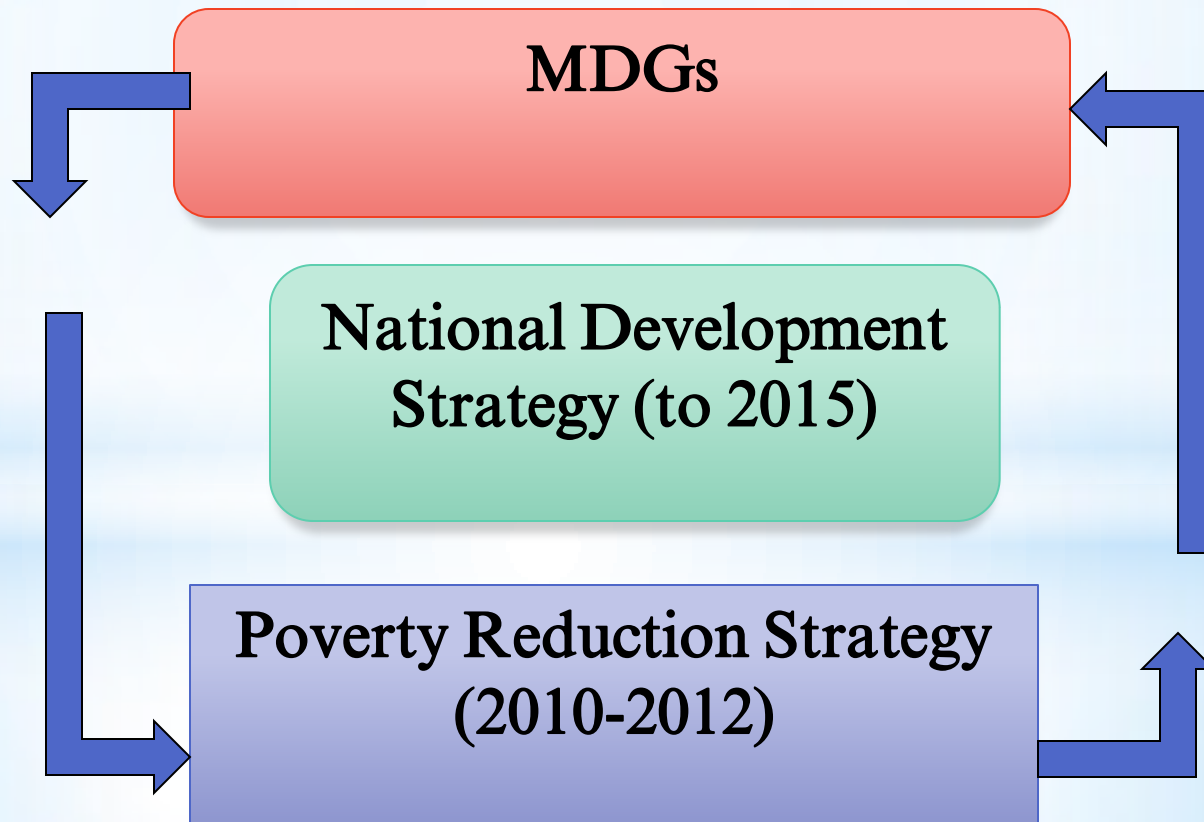 MDGs
National Development
Strategy (to 2015)
Poverty Reduction Strategy
(2010-2012)